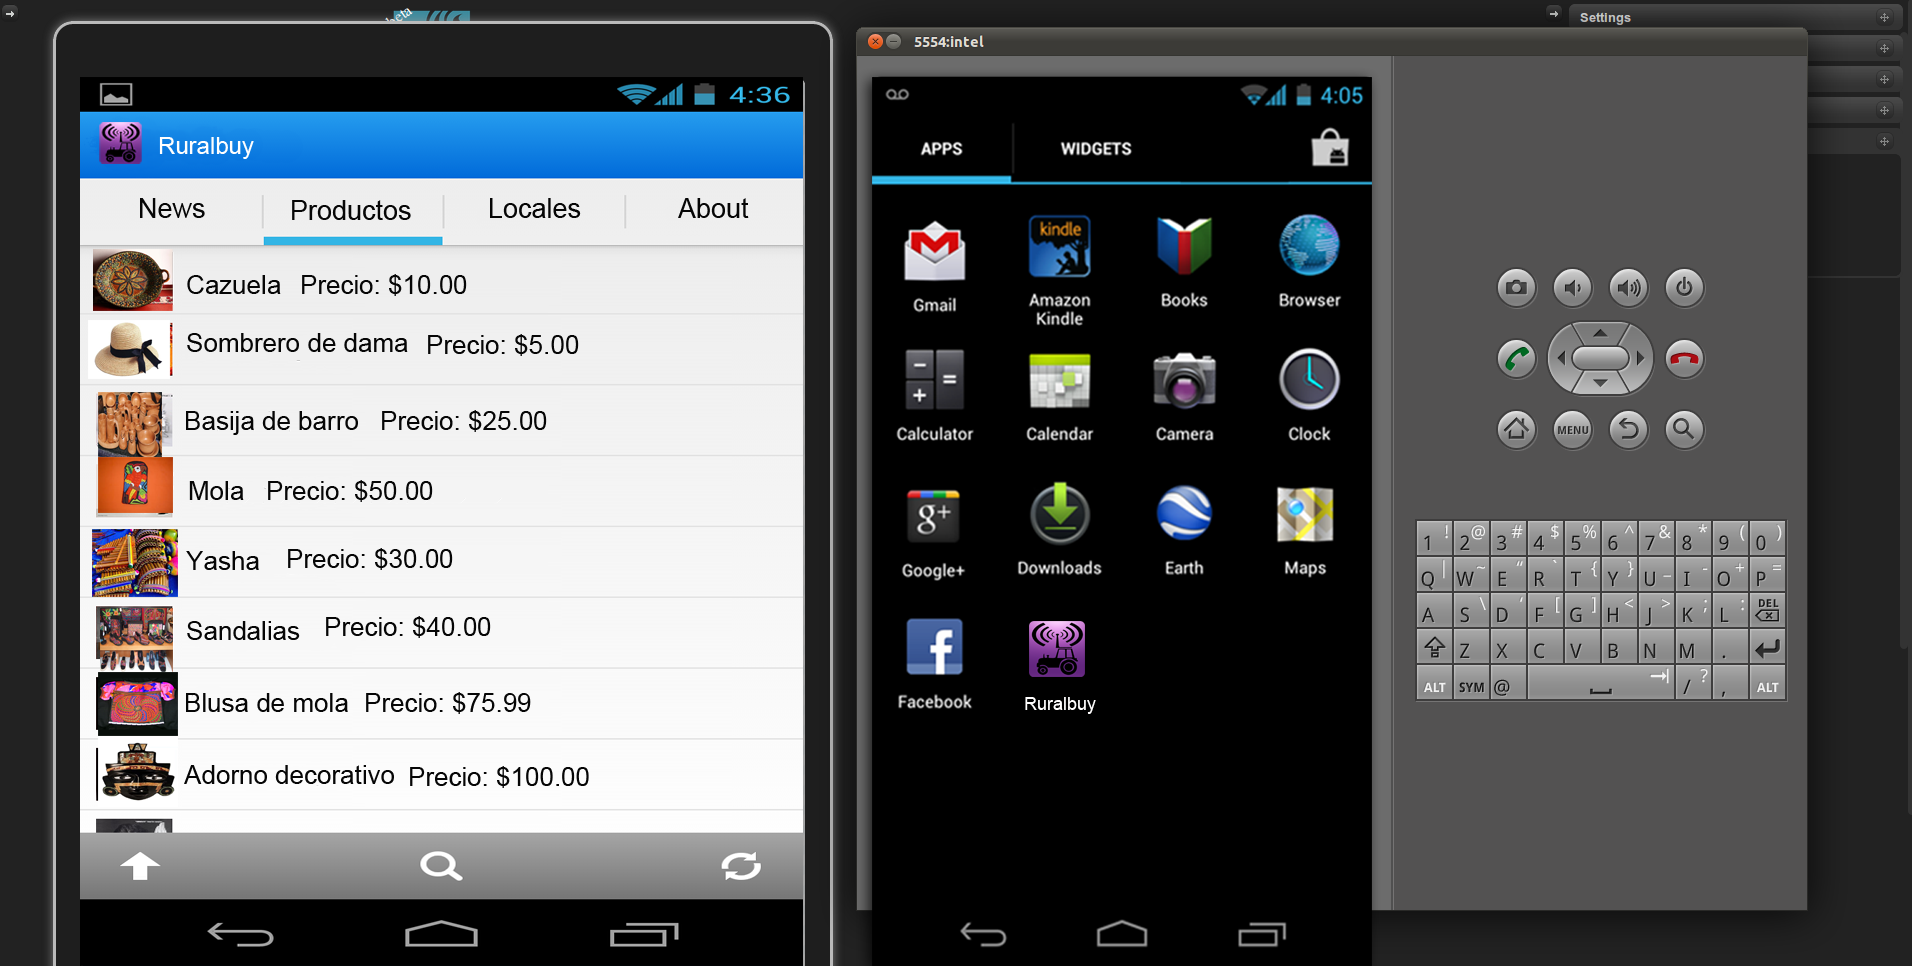 4:36
Ruralbuy
News Productos Locales About
Cazuela Precio: $10.00
Sombrero de dama Precio: $5.00
Basija de barro Precio: $25.00
Mola Precio: $50.00
Yasha Precio: $30.00
Sandalias Precio: $40.00
Blusa de mola Precio: $75.99
Adorno decorativo Precio: $100.00
Settings
5554:intel
4:05
APPS WIDGETS
kindle
Gmail Amazon Kindle Books Browser
Calculator Calendar Camera Clock
g+
Google+ Downloads Earth Maps
f
Facebook Ruralbuy
MENU
1 ! 2 @ 3 # 4 $ 5 % 6 ^ 7 & 8 * 9 ( 0 )
Q | W ~ E “ R ` T { Y } U _ I - O + P =
A S \ D ‘ F [ G ] H < J > K ; L : DEL
Z X C V B N M .
ALT SYM @ / ? , ALT